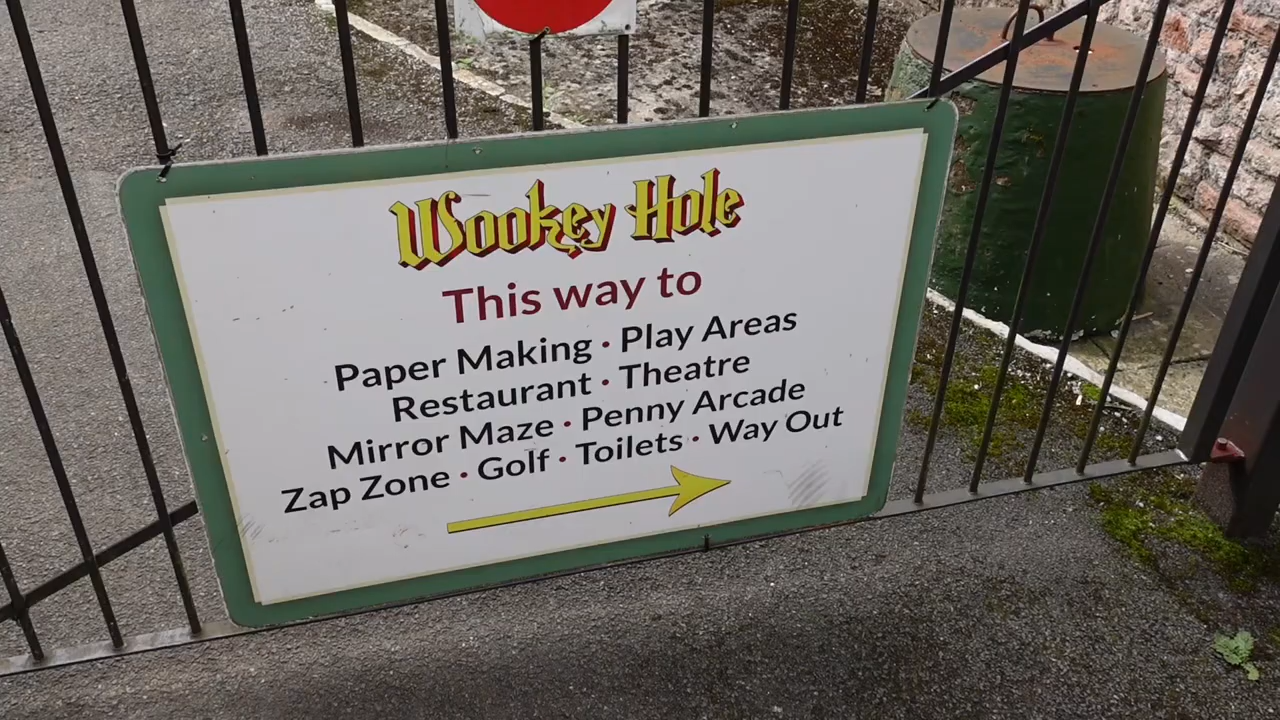 Wookey Hole
This way to
Paper Making · Play Areas
Restaurant · Theatre
Mirror Maze · Penny Arcade
Zap Zone · Golf · Toilets · Way Out